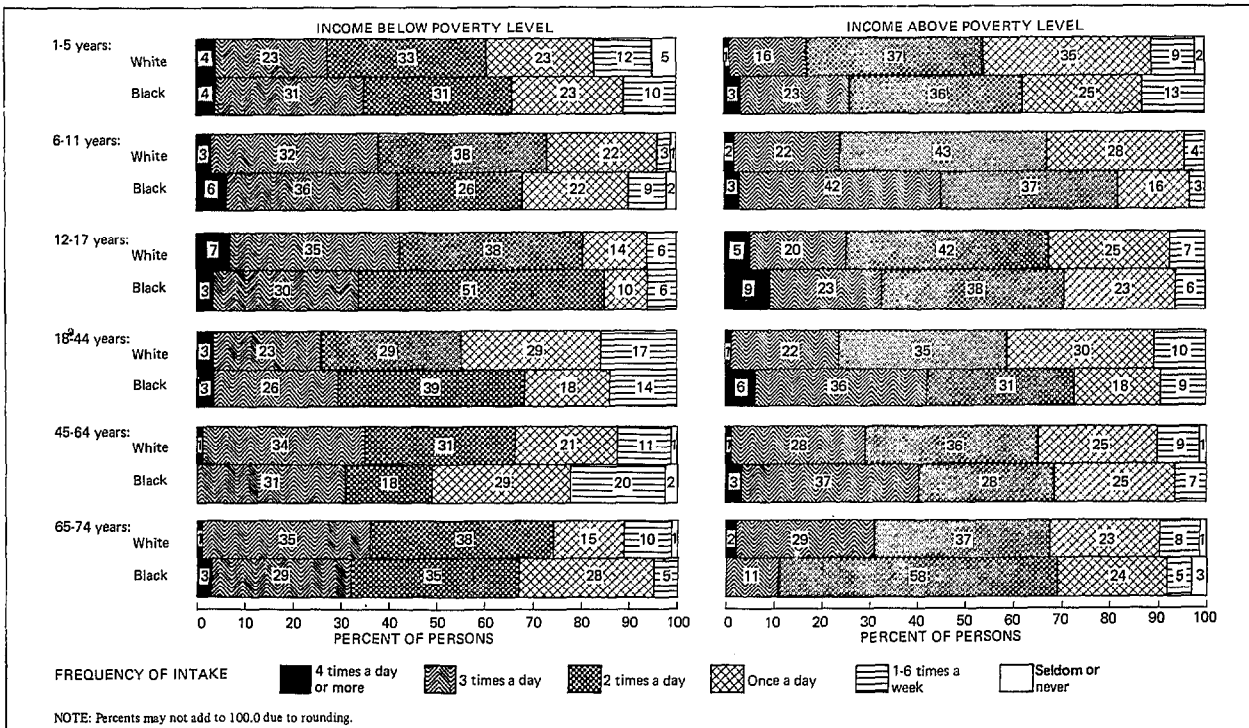 INCOME BELOW POVERTY LEVEL INCOME ABOVE POVERTY LEVEL
1-5 years:
White 4 23 33 23 12 5 1 16 37 35 9 2
Black 4 31 31 23 10 3 23 36 25 13
6-11 years:
White 3 32 38 22 3 1 2 22 43 28 4
Black 6 36 26 22 9 2 3 42 37 16 3
12-17 years:
White 7 35 38 14 6 5 20 42 25 7
Black 3 30 51 10 6 9 23 38 23 6
18-44 years:
White 3 23 29 29 17 1 22 35 30 10
Black 3 26 39 18 14 6 36 31 18 9
45-64 years:
White 1 34 31 21 11 1 1 28 36 25 9 1
Black 31 18 29 20 2 3 37 28 25 7
65-74 years:
White 1 35 38 15 10 1 2 29 37 23 8 1
Black 3 29 35 28 5 11 58 24 5 3
0 10 20 30 40 50 60 70 80 90 100 0 10 20 30 40 50 60 70 80 90 100
PERCENT OF PERSONS PERCENT OF PERSONS
FREQUENCY OF INTAKE 4 times a day or more 3 times a day 2 times a day Once a day 1-6 times a week Seldom or never
NOTE: Percents may not add to 100.0 due to rounding.